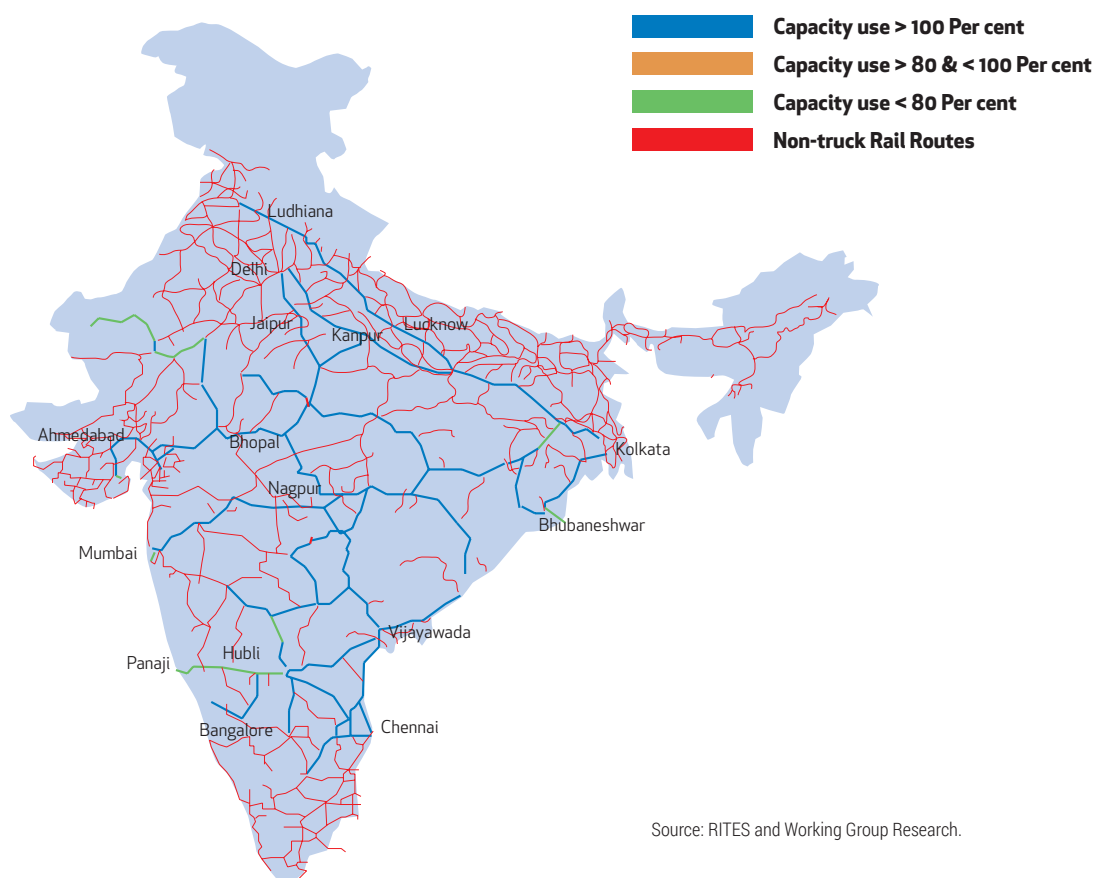 Capacity use > 100 Per cent
Capacity use > 80 & < 100 Per cent
Capacity use < 80 Per cent
Non-truck Rail Routes
Ludhiana
Delhi
Jaipur
Lucknow
Kanpur
Ahmedabad
Bhopal
Kolkata
Nagpur
Bhubaneshwar
Mumbai
Vijayawada
Hubli
Panaji
Bangalore
Chennai
Source: RITES and Working Group Research.